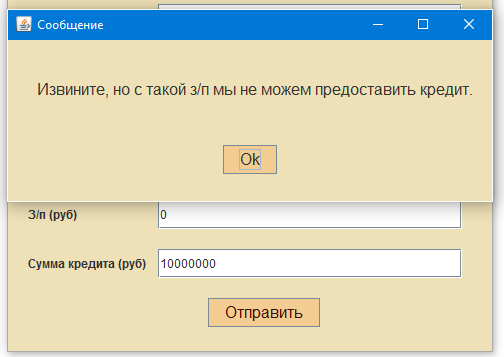 Сообщение
Извините, но с такой з/п мы не можем предоставить кредит.
Ok
З/п (руб) 0
Сумма кредита (руб) 10000000
Отправить